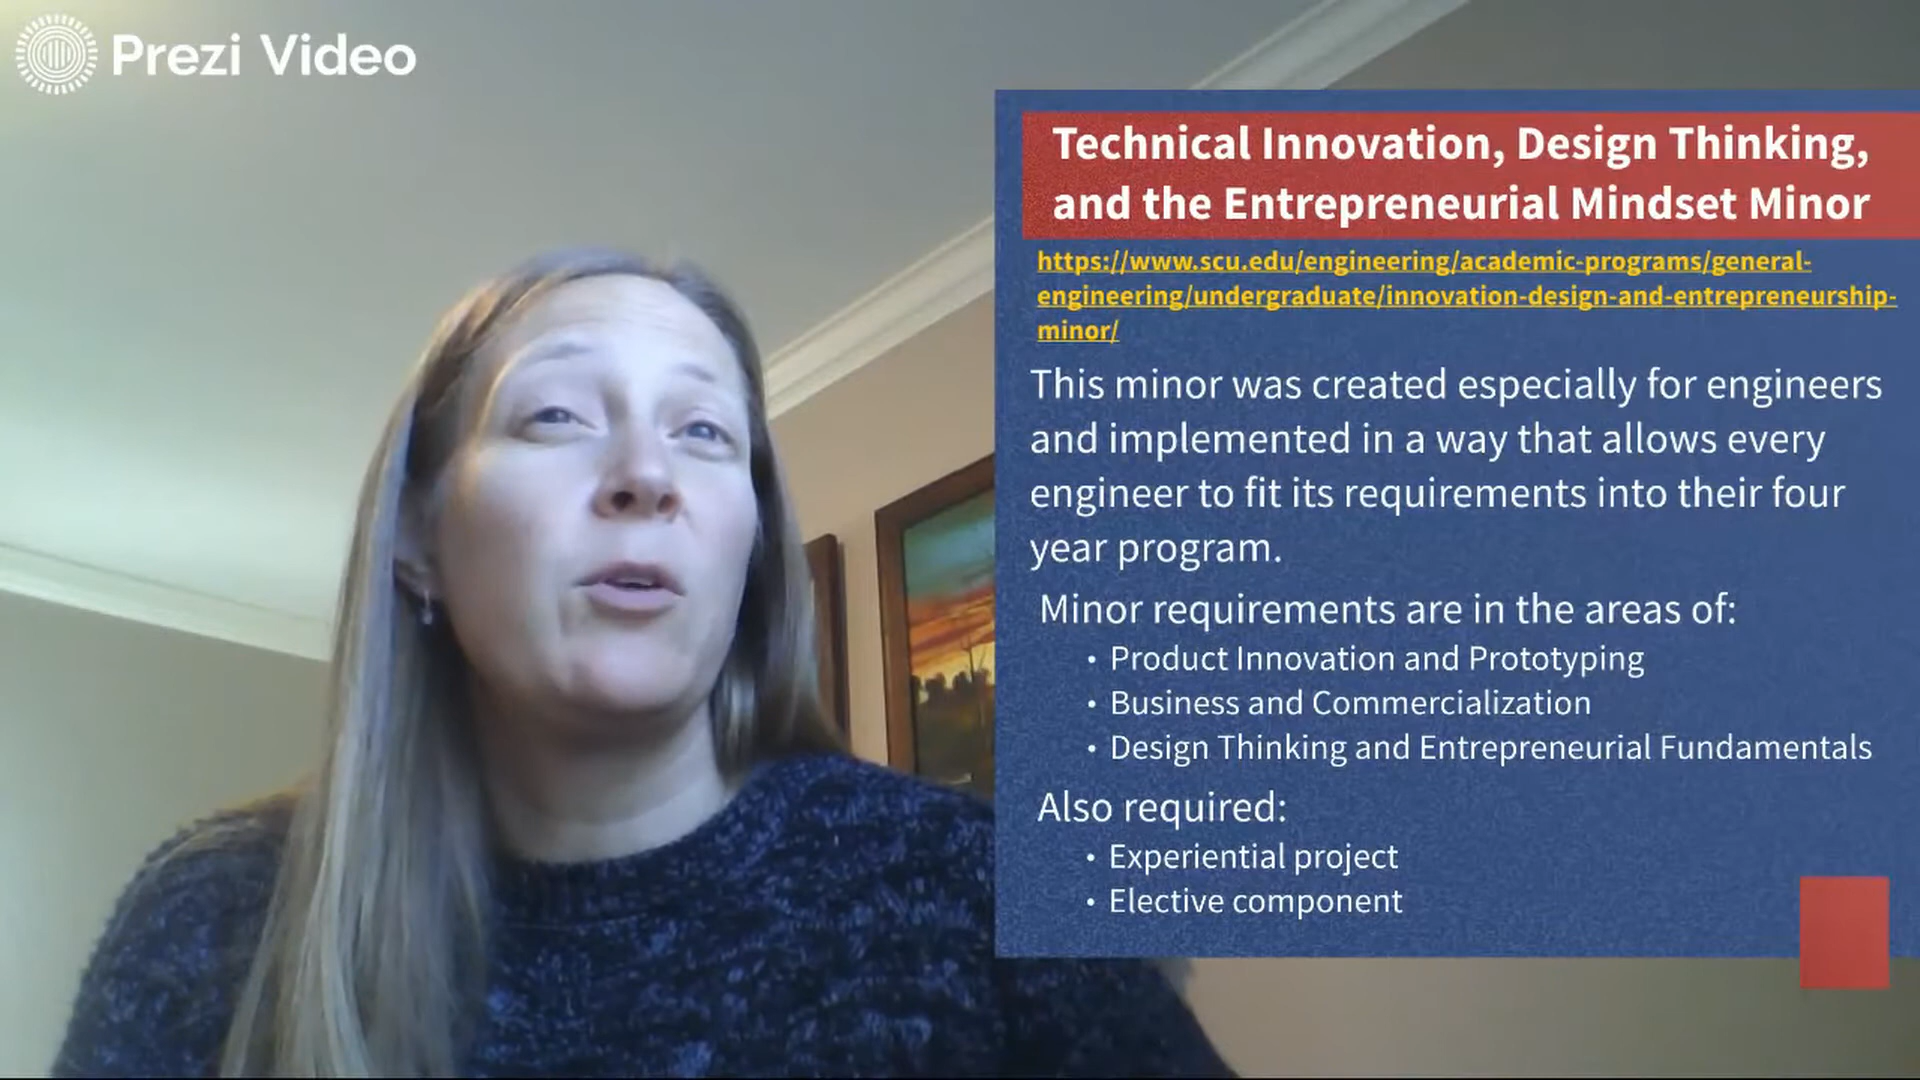 Prezi Video
Technical Innovation, Design Thinking,
and the Entrepreneurial Mindset Minor
https://www.scu.edu/engineering/academic-programs/general-
engineering/undergraduate/innovation-design-and-entrepreneurship-
minor/
This minor was created especially for engineers
and implemented in a way that allows every
engineer to fit its requirements into their four
year program.
Minor requirements are in the areas of:
• Product Innovation and Prototyping
• Business and Commercialization
• Design Thinking and Entrepreneurial Fundamentals
Also required:
• Experiential project
• Elective component